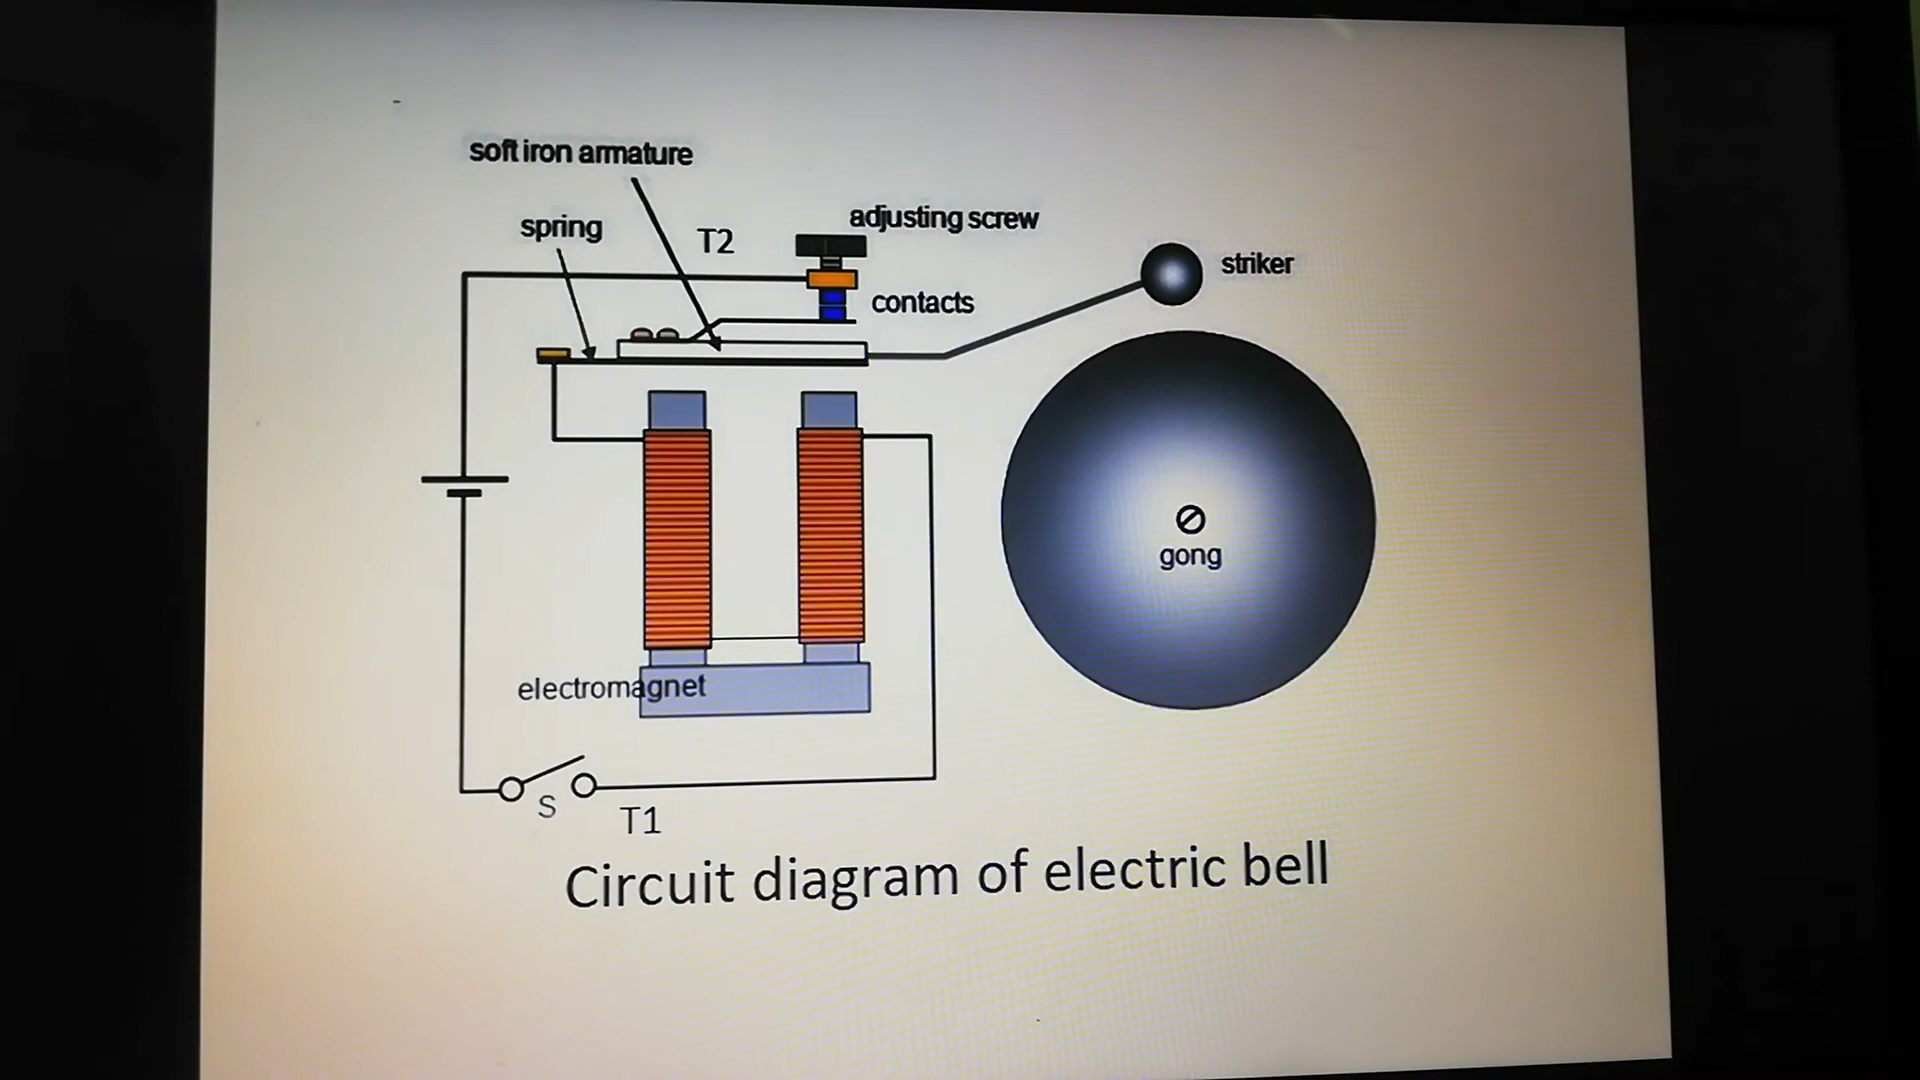 soft iron armature
spring
T2
adjusting screw
striker
contacts
gong
electromagnet
S
T1
Circuit diagram of electric bell